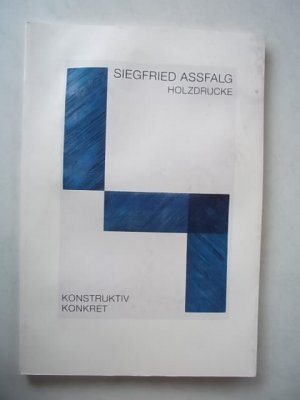 SIEGFRIED ASSFALG
HOLZDRUCKE
KONSTRUKTIV
KONKRET